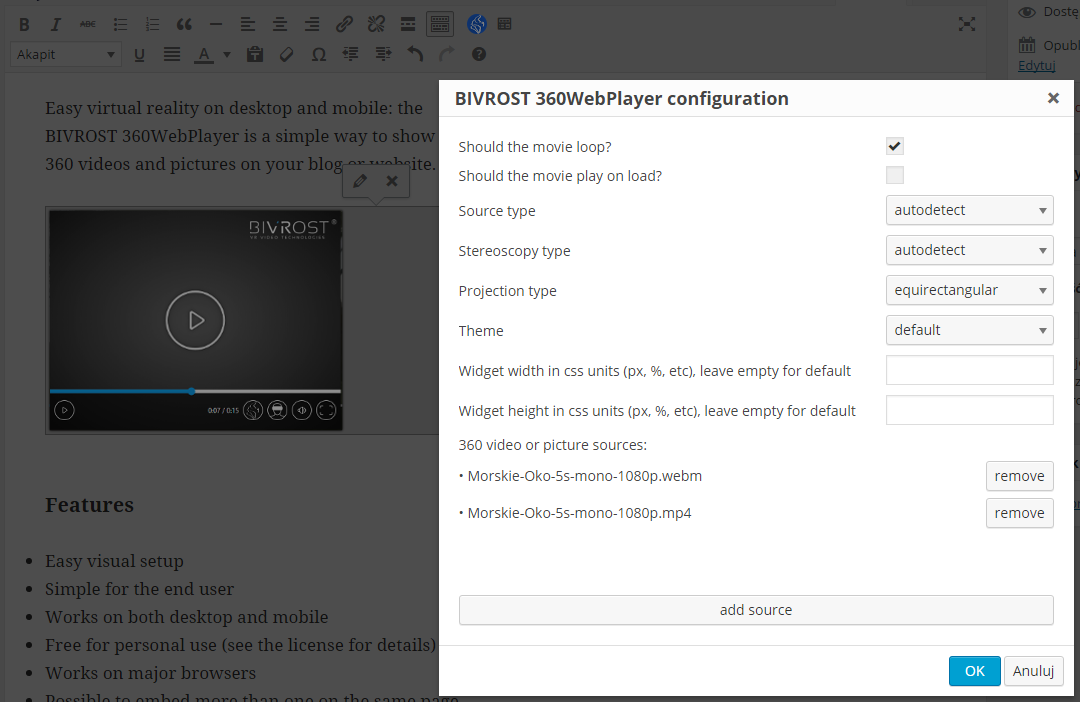 B I ABC
Akapit U A Ω
Dostę
Opubl
Edytuj
Easy virtual reality on desktop and mobile: the
BIVROST 360WebPlayer is a simple way to show
360 videos and pictures on your blog or website.
BIVROST®
VR VIDEO TECHNOLOGIES
0:07 / 0:15
Features
• Easy visual setup
• Simple for the end user
• Works on both desktop and mobile
• Free for personal use (see the license for details)
• Works on major browsers
• Possible to embed more than one on the same page
BIVROST 360WebPlayer configuration
Should the movie loop?
Should the movie play on load?
Source type autodetect
Stereoscopy type autodetect
Projection type equirectangular
Theme default
Widget width in css units (px, %, etc), leave empty for default
Widget height in css units (px, %, etc), leave empty for default
360 video or picture sources:
• Morskie-Oko-5s-mono-1080p.webm remove
• Morskie-Oko-5s-mono-1080p.mp4 remove
add source
OK Anuluj